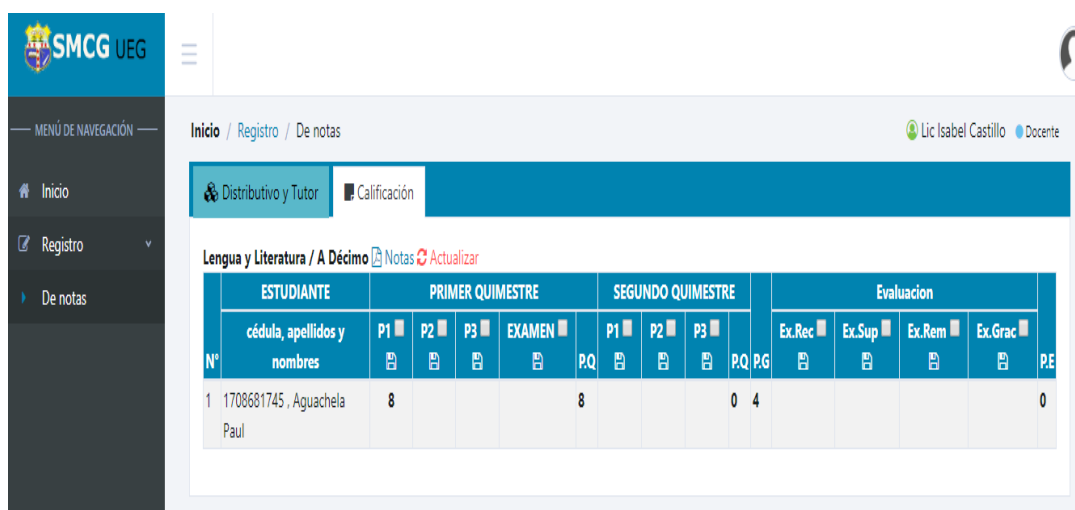 SMCG UEG
MENÚ DE NAVEGACIÓN
Inicio
Registro
De notas
Inicio / Registro / De notas
Lic Isabel Castillo Docente
Distributivo y Tutor
Calificación
Lengua y Literatura / A Décimo Notas Actualizar
ESTUDIANTE PRIMER QUIMESTRE SEGUNDO QUIMESTRE Evaluacion
N° cédula, apellidos y
nombres
P1 P2 P3 EXAMEN P.Q P1 P2 P3 P.Q P.G Ex.Rec Ex.Sup Ex.Rem Ex.Grac P.E
1 1708681745 , Aguachela
Paul
8 8 0 4 0